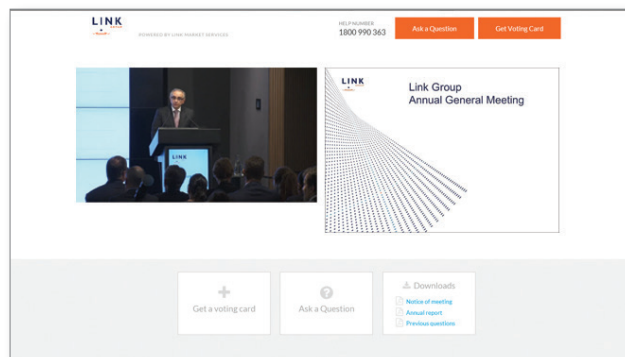 LINK
POWERED BY LINK MARKET SERVICES
HELP NUMBER
1800 990 363
Ask a Question
Get Voting Card
LINK
LINK
Link Group
Annual General Meeting
Get a voting card
Ask a Question
Downloads
Notice of meeting
Annual report
Previous questions